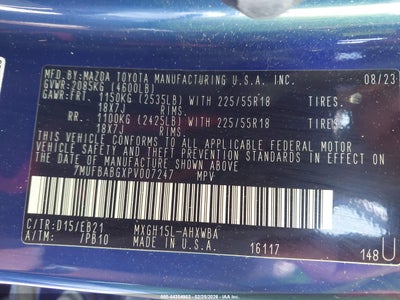 MFD.BY:MAZDA TOYOTA MANUFACTURING U.S.A. INC. 08/23
GVWR:2085KG (4600LB)
GAWR:FRT. 1150KG (2535LB) WITH 225/55R18 TIRES.
18X7J RIMS.
RR. 1100KG (2425LB) WITH 225/55R18 TIRES.
18X7J RIMS.
THIS VEHICLE CONFORMS TO ALL APPLICABLE FEDERAL MOTOR
VEHICLE SAFETY AND THEFT PREVENTION STANDARDS IN
EFFECT ON THE DATE OF MANUFACTURE SHOWN ABOVE.
7MUFBABGXPV007247 MPV
C/TR:D15/EB21 MXGH15L-AHXWBA
A/TM: /PB10 MADE IN U.S.A. 16117 148U